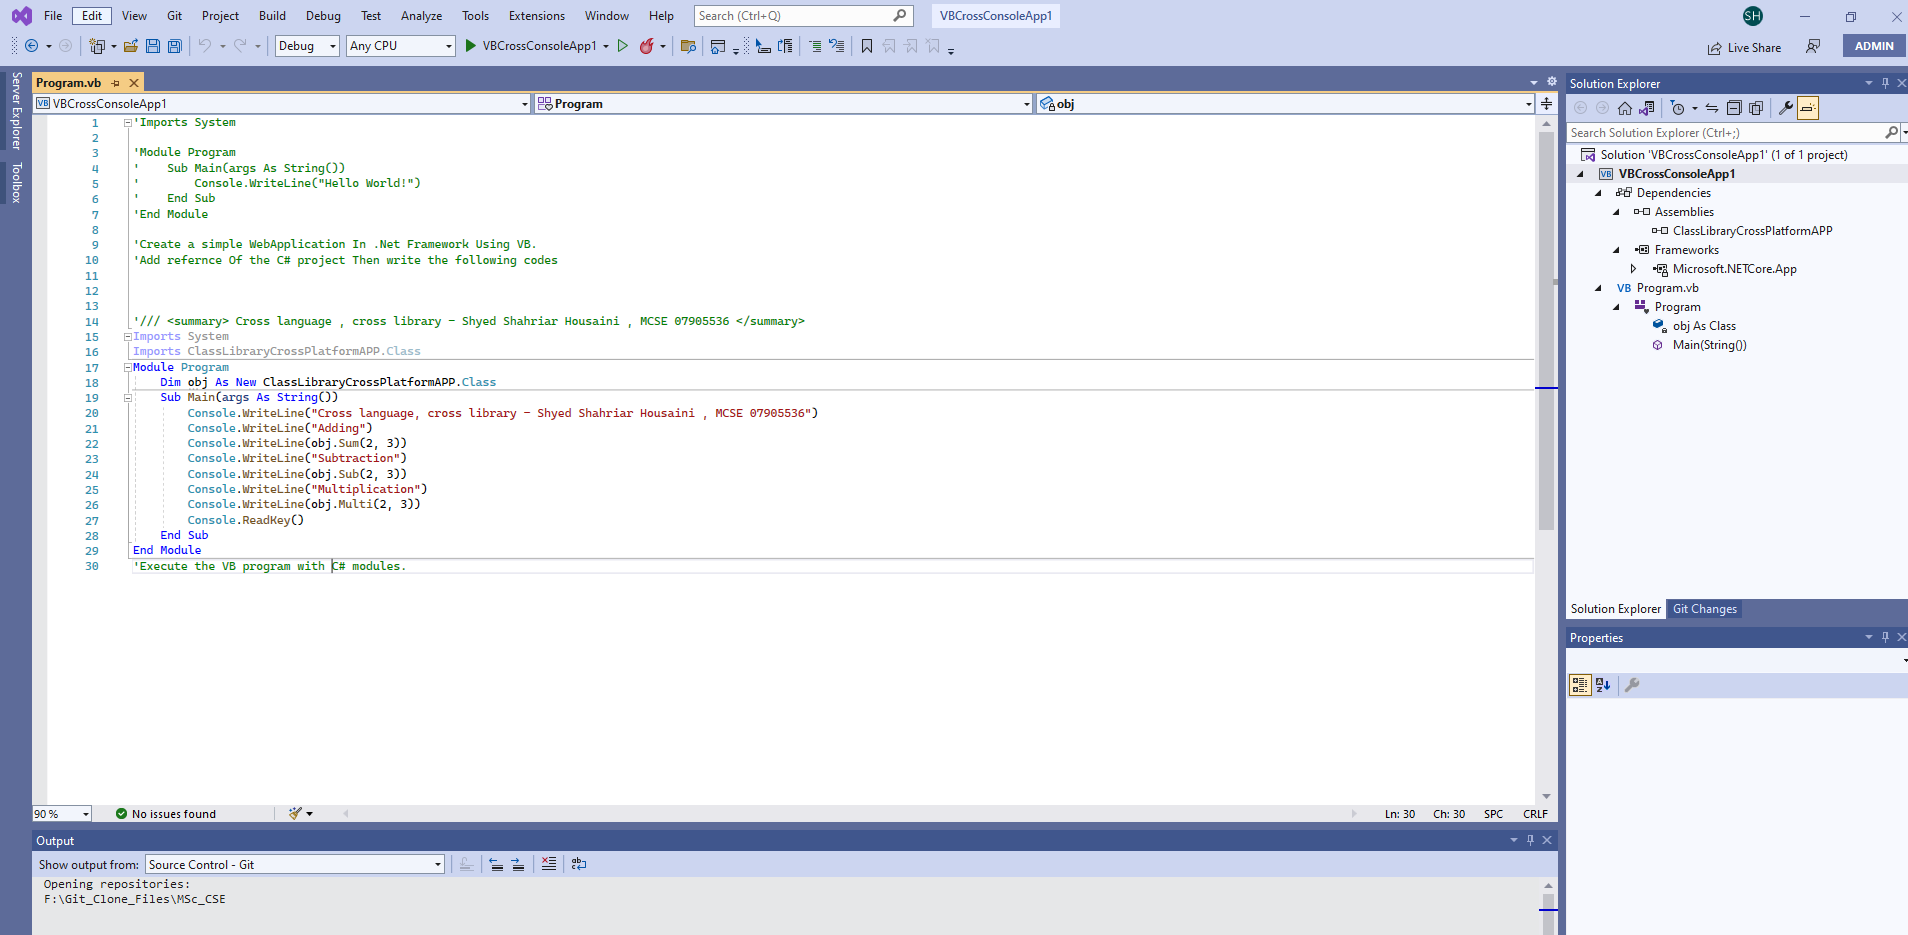 File Edit View Git Project Build Debug Test Analyze Tools Extensions Window Help Search (Ctrl+Q) VBCrossConsoleApp1 SH
Debug Any CPU VBCrossConsoleApp1 Live Share ADMIN
Server Explorer
Toolbox
Program.vb
VBCrossConsoleApp1 Program obj
1 'Imports System
2
3 'Module Program
4 '    Sub Main(args As String())
5 '        Console.WriteLine("Hello World!")
6 '    End Sub
7 'End Module
8
9 'Create a simple WebApplication In .Net Framework Using VB.
10 'Add refernce Of the C# project Then write the following codes
11
12
13
14 '/// <summary> Cross language , cross library - Shyed Shahriar Housaini , MCSE 07905536 </summary>
15 Imports System
16 Imports ClassLibraryCrossPlatformAPP.Class
17 Module Program
18     Dim obj As New ClassLibraryCrossPlatformAPP.Class
19     Sub Main(args As String())
20         Console.WriteLine("Cross language, cross library - Shyed Shahriar Housaini , MCSE 07905536")
21         Console.WriteLine("Adding")
22         Console.WriteLine(obj.Sum(2, 3))
23         Console.WriteLine("Subtraction")
24         Console.WriteLine(obj.Sub(2, 3))
25         Console.WriteLine("Multiplication")
26         Console.WriteLine(obj.Multi(2, 3))
27         Console.ReadKey()
28     End Sub
29 End Module
30 'Execute the VB program with C# modules.
90 % No issues found Ln: 30 Ch: 30 SPC CRLF
Output
Show output from: Source Control - Git
Opening repositories:
F:\Git_Clone_Files\MSc_CSE
Solution Explorer
Search Solution Explorer (Ctrl+;)
Solution 'VBCrossConsoleApp1' (1 of 1 project)
VB VBCrossConsoleApp1
Dependencies
Assemblies
ClassLibraryCrossPlatformAPP
Frameworks
Microsoft.NETCore.App
VB Program.vb
Program
obj As Class
Main(String())
Solution Explorer Git Changes
Properties